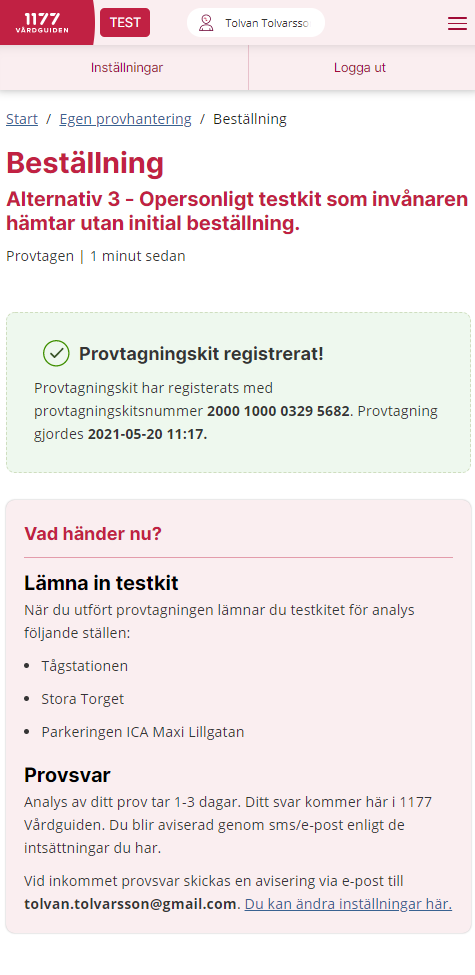 1177
VÅRDGUIDEN
TEST
Tolvan Tolvarsso
Inställningar
Logga ut
Start / Egen provhantering / Beställning
Beställning
Alternativ 3 - Opersonligt testkit som invånaren
hämtar utan initial beställning.
Provtagen | 1 minut sedan
Provtagningskit registrerat!
Provtagningskit har registerats med
provtagningskitsnummer 2000 1000 0329 5682. Provtagning
gjordes 2021-05-20 11:17.
Vad händer nu?
Lämna in testkit
När du utfört provtagningen lämnar du testkitet för analys
följande ställen:
• Tågstationen
• Stora Torget
• Parkeringen ICA Maxi Lillgatan
Provsvar
Analys av ditt prov tar 1-3 dagar. Ditt svar kommer här i 1177
Vårdguiden. Du blir aviserad genom sms/e-post enligt de
intsättningar du har.
Vid inkommet provsvar skickas en avisering via e-post till
tolvan.tolvarsson@gmail.com. Du kan ändra inställningar här.